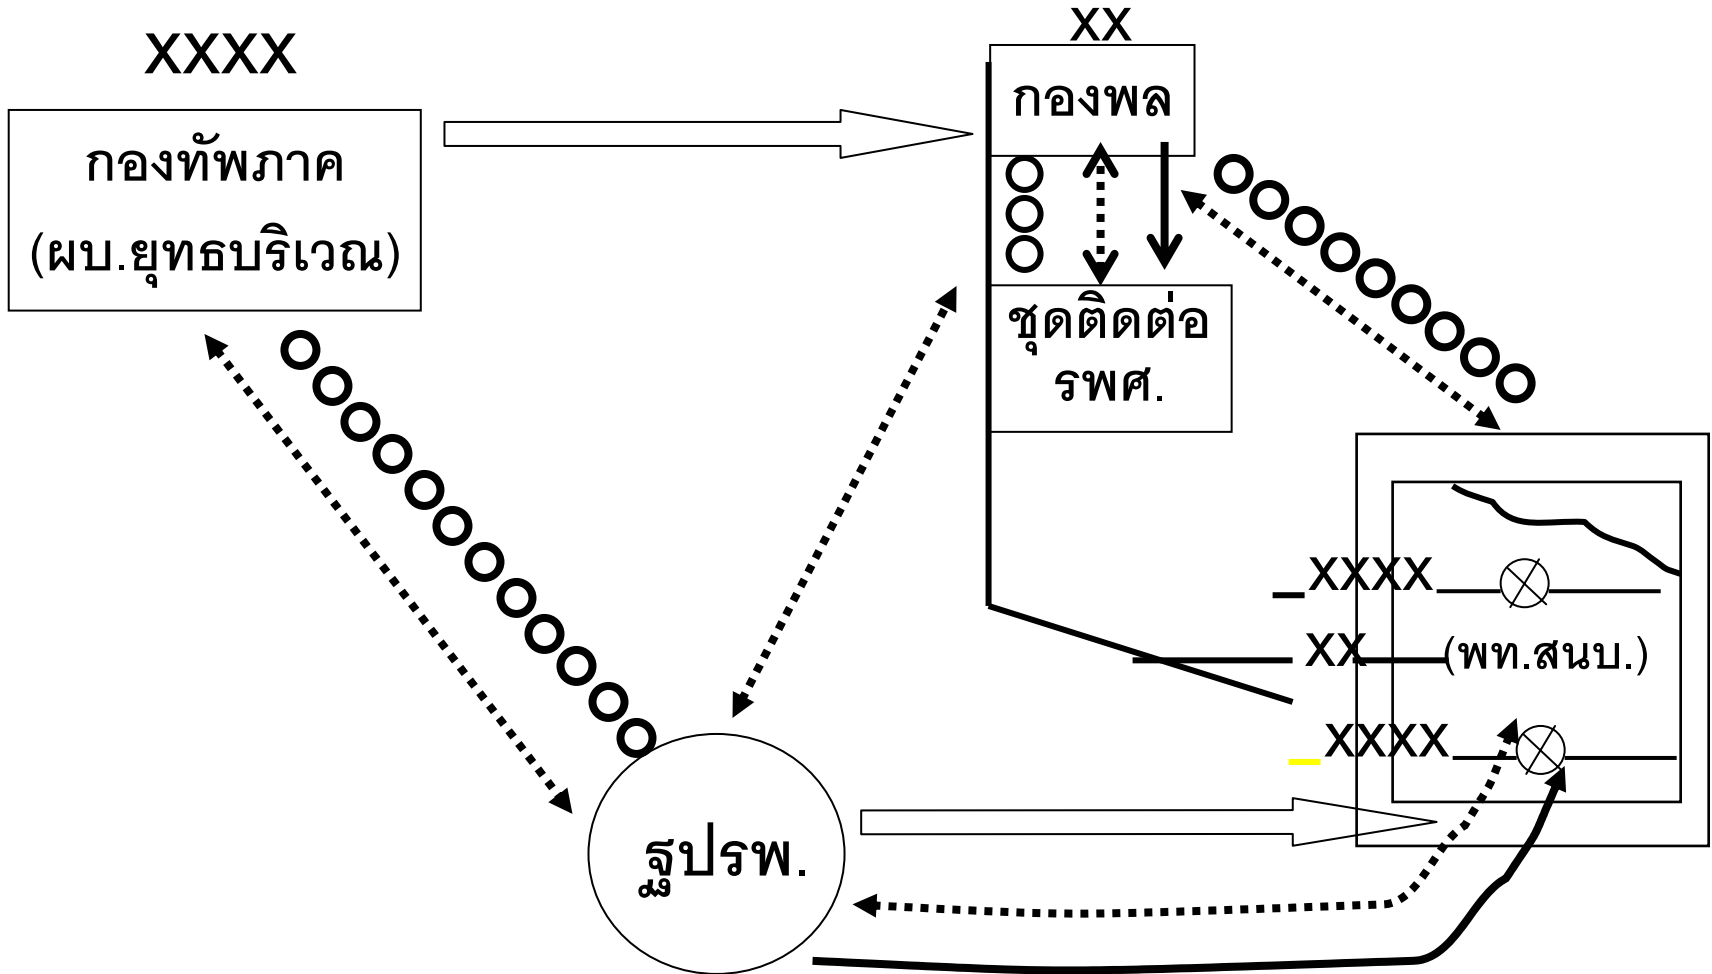 XXXX
กองทัพภาค
(ผบ.ยุทธบริเวณ)
XX
กองพล
ชุดติดต่อ
รพศ.
XXXX
XX
(พท.สนบ.)
XXXX
ฐปรพ.